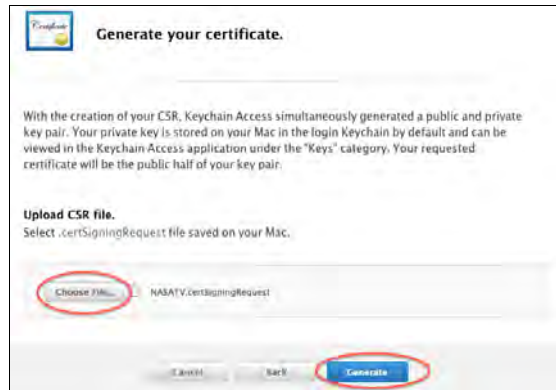 Certificate
Generate your certificate.
With the creation of your CSR, Keychain Access simultaneously generated a public and private
key pair. Your private key is stored on your Mac in the login Keychain by default and can be
viewed in the Keychain Access application under the "Keys" category. Your requested
certificate will be the public half of your key pair.
Upload CSR file.
Select .certSigningRequest file saved on your Mac.
Choose File... NASATV.certSigningRequest
Cancel Back Generate